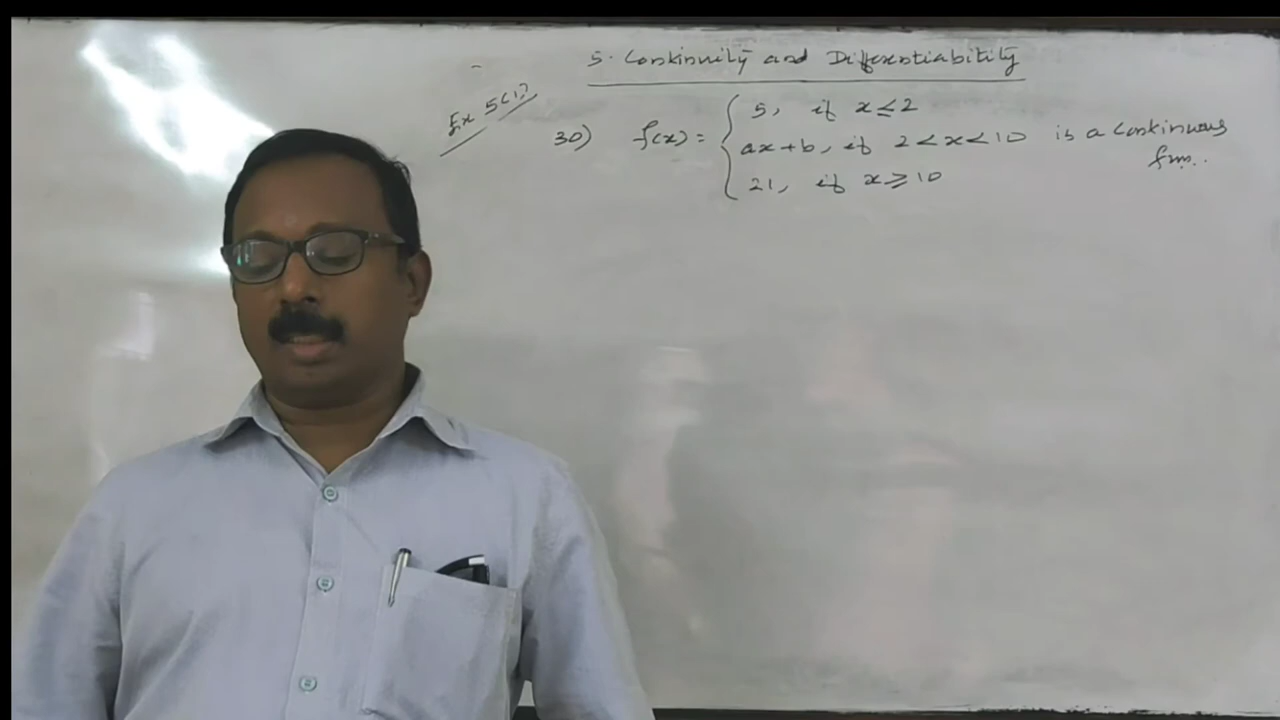 5. Continuity and Differentiability
Ex 5(1)
30) f(x) = { 5, if x ≤ 2
ax+b, if 2 < x < 10 is a continuous
fun..
21, if x ⩾ 10